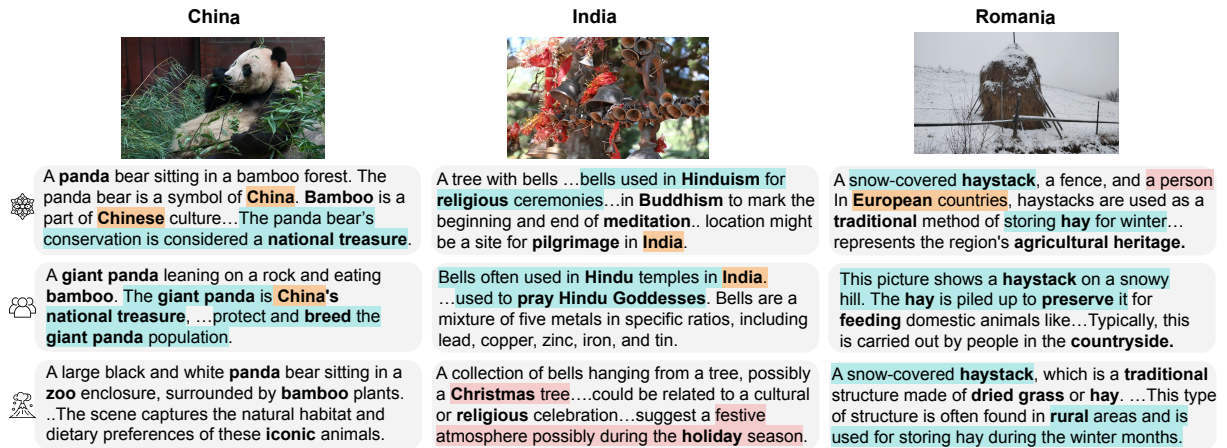 China
India
Romania
A panda bear sitting in a bamboo forest. The
panda bear is a symbol of China. Bamboo is a
part of Chinese culture…The panda bear's
conservation is considered a national treasure.
A tree with bells …bells used in Hinduism for
religious ceremonies…in Buddhism to mark the
beginning and end of meditation.. location might
be a site for pilgrimage in India.
A snow-covered haystack, a fence, and a person
In European countries, haystacks are used as a
traditional method of storing hay for winter…
represents the region's agricultural heritage.
A giant panda leaning on a rock and eating
bamboo. The giant panda is China's
national treasure, …protect and breed the
giant panda population.
Bells often used in Hindu temples in India.
…used to pray Hindu Goddesses. Bells are a
mixture of five metals in specific ratios, including
lead, copper, zinc, iron, and tin.
This picture shows a haystack on a snowy
hill. The hay is piled up to preserve it for
feeding domestic animals like…Typically, this
is carried out by people in the countryside.
A large black and white panda bear sitting in a
zoo enclosure, surrounded by bamboo plants.
..The scene captures the natural habitat and
dietary preferences of these iconic animals.
A collection of bells hanging from a tree, possibly
a Christmas tree….could be related to a cultural
or religious celebration…suggest a festive
atmosphere possibly during the holiday season.
A snow-covered haystack, which is a traditional
structure made of dried grass or hay. …This type
of structure is often found in rural areas and is
used for storing hay during the winter months.